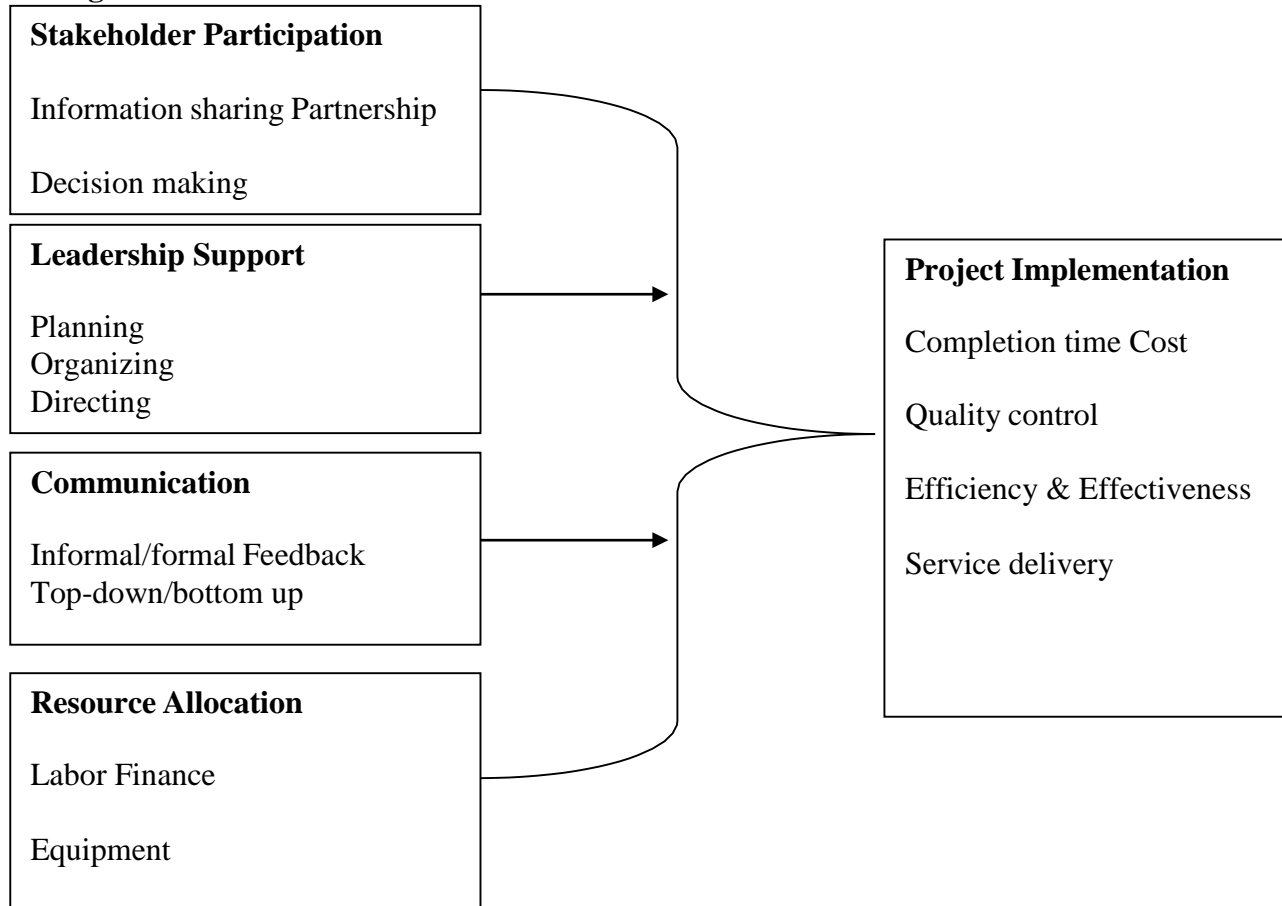 Stakeholder Participation
Information sharing Partnership
Decision making
Leadership Support
Planning
Organizing
Directing
Communication
Informal/formal Feedback
Top-down/bottom up
Resource Allocation
Labor Finance
Equipment
Project Implementation
Completion time Cost
Quality control
Efficiency & Effectiveness
Service delivery